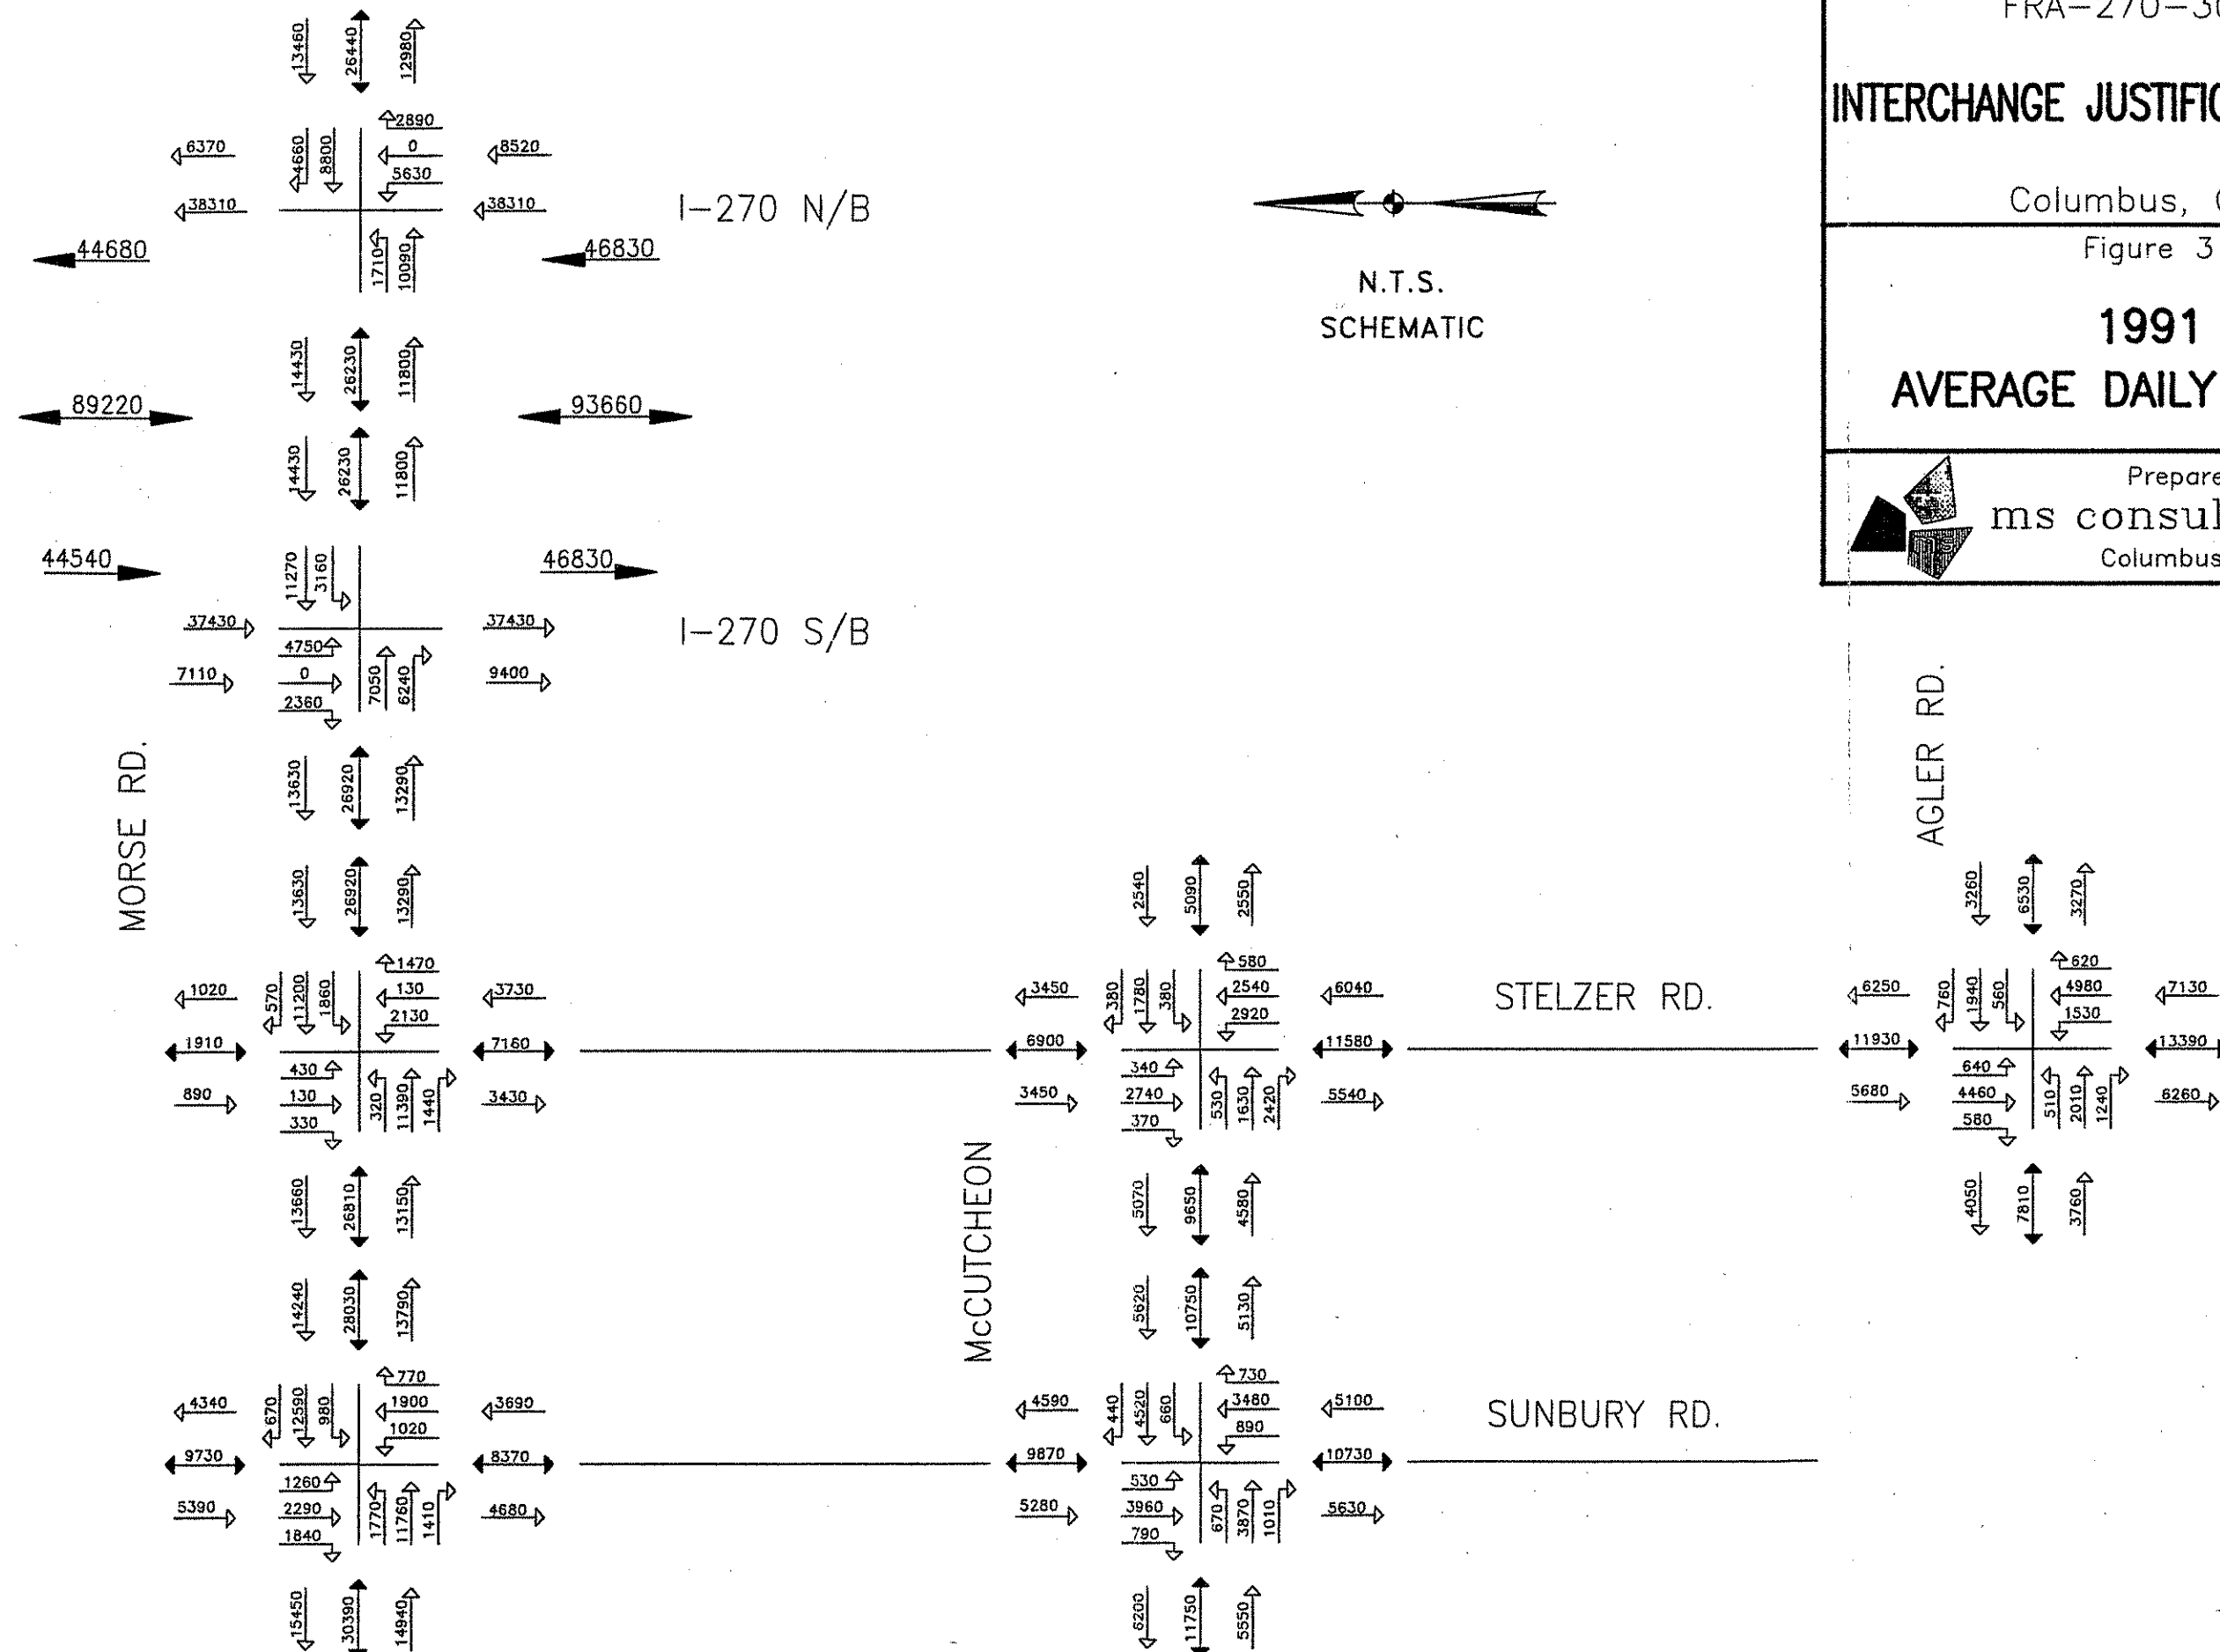 FRA-270-30
INTERCHANGE JUSTIFIC
Columbus,
Figure 3
1991
AVERAGE DAILY
Prepare
ms consul
Columbus
N.T.S.
SCHEMATIC
I-270 N/B
I-270 S/B
MORSE RD.
McCUTCHEON
AGLER RD.
STELZER RD.
SUNBURY RD.
13460 26440 12980
6370 4660 8800 2890 0 5630 8520
38310 38310
44680 1710 10090 46830
14430 26230 11800
89220 93660
14430 26230 11800
44540 11270 3160 46830
37430 37430
7110 4750 0 2360 7050 6240 9400
13630 26920 13290
13630 26920 13290
1020 570 11200 1860 1470 130 2130 3730
1910 7160
890 430 130 330 320 11390 1440 3430
13660 26810 13150
14240 28030 13790
4340 670 12590 980 770 1900 1020 3690
9730 8370
5390 1260 2290 1840 1770 11760 1410 4680
15450 30390 14940
2540 5090 2550
3450 380 1780 380 580 2540 2920 6040
6900 11580
3450 340 2740 370 530 1630 2420 5540
5070 9650 4580
5620 10750 5130
4590 440 4520 660 730 3480 890 5100
9870 10730
5280 530 3960 790 670 3870 1010 5630
6200 11750 5550
3260 6530 3270
6250 760 1940 560 620 4980 1530 7130
11930 13390
5680 640 4460 580 510 2010 1240 6260
4050 7810 3760